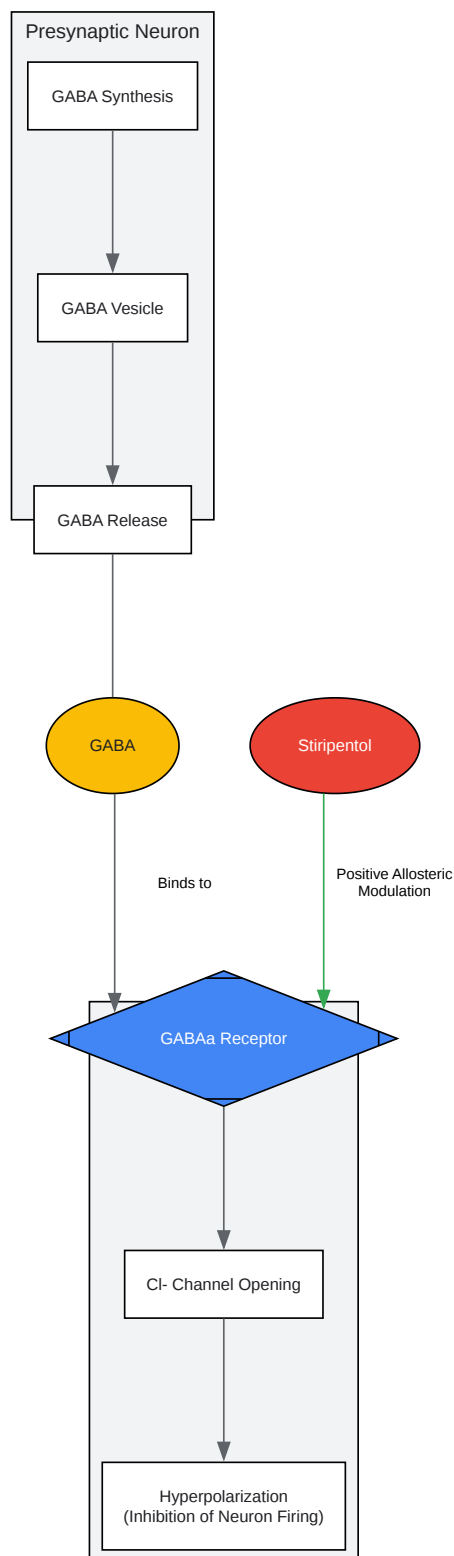 Presynaptic Neuron
GABA Synthesis
GABA Vesicle
GABA Release
GABA
Stiripentol
Binds to
Positive Allosteric
Modulation
GABAa Receptor
Cl- Channel Opening
Hyperpolarization
(Inhibition of Neuron Firing)